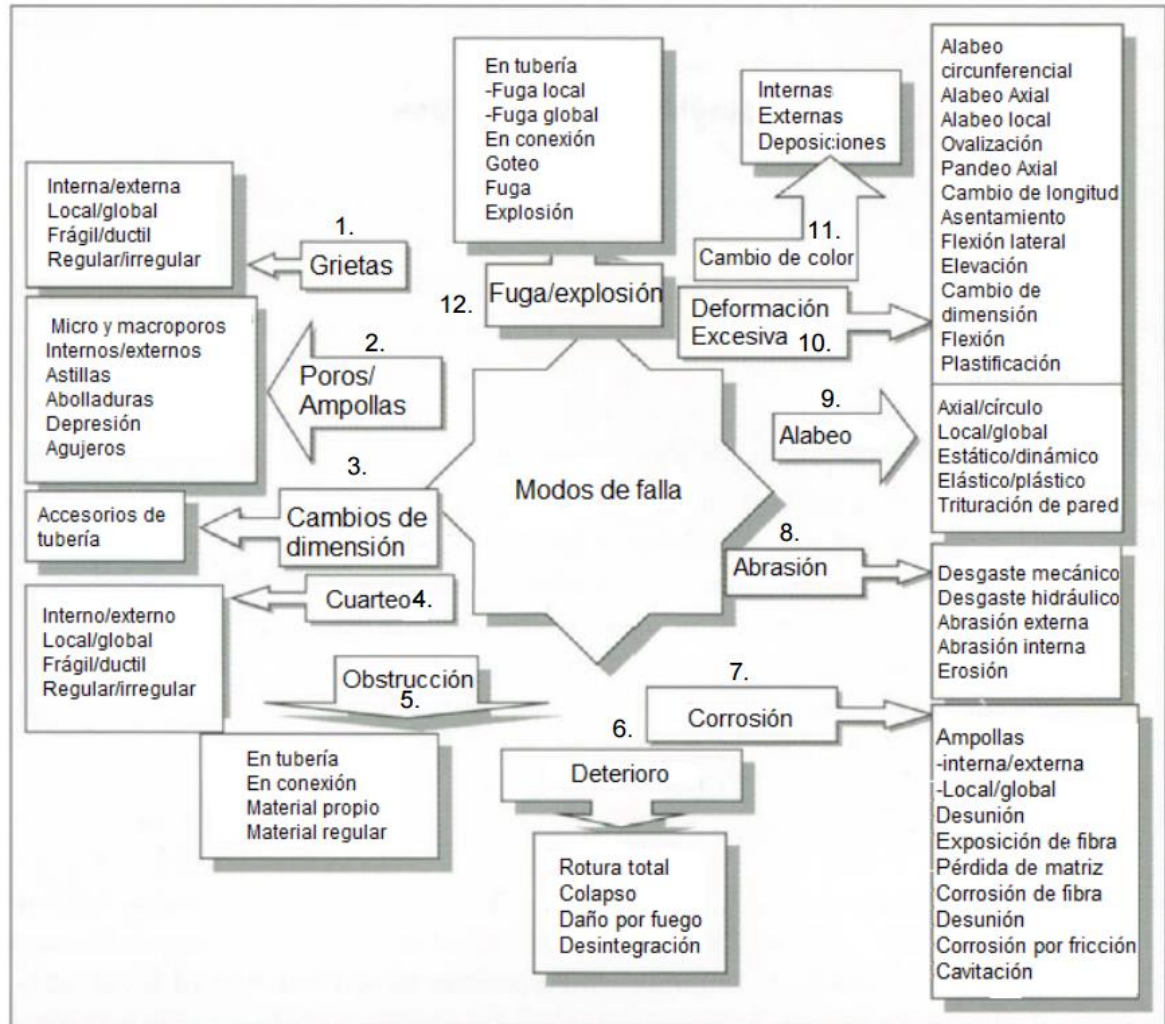 Modos de falla
1.
Grietas
Interna/externa
Local/global
Frágil/ductil
Regular/irregular
2.
Poros/
Ampollas
Micro y macroporos
Internos/externos
Astillas
Abolladuras
Depresión
Agujeros
3.
Cambios de
dimensión
Accesorios de
tubería
Cuarteo 4.
Interno/externo
Local/global
Frágil/ductil
Regular/irregular
Obstrucción
5.
En tubería
En conexión
Material propio
Material regular
6.
Deterioro
Rotura total
Colapso
Daño por fuego
Desintegración
7.
Corrosión
Ampollas
-interna/externa
-Local/global
Desunión
Exposición de fibra
Pérdida de matriz
Corrosión de fibra
Desunión
Corrosión por fricción
Cavitación
8.
Abrasión
Desgaste mecánico
Desgaste hidráulico
Abrasión externa
Abrasión interna
Erosión
9.
Alabeo
Axial/círculo
Local/global
Estático/dinámico
Elástico/plástico
Trituración de pared
Deformación
Excesiva 10.
Alabeo
circunferencial
Alabeo Axial
Alabeo local
Ovalización
Pandeo Axial
Cambio de longitud
Asentamiento
Flexión lateral
Elevación
Cambio de
dimensión
Flexión
Plastificación
11.
Cambio de color
Internas
Externas
Deposiciones
12.
Fuga/explosión
En tubería
-Fuga local
-Fuga global
En conexión
Goteo
Fuga
Explosión